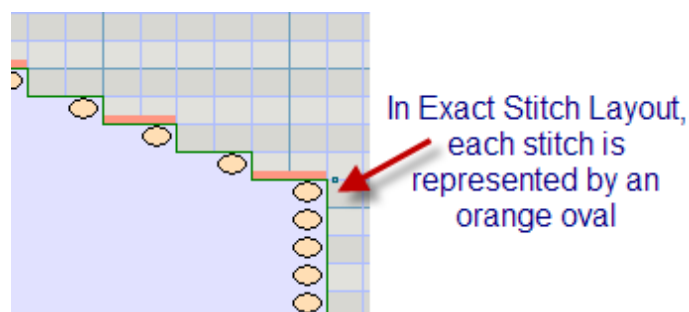 In Exact Stitch Layout,
each stitch is
represented by an
orange oval